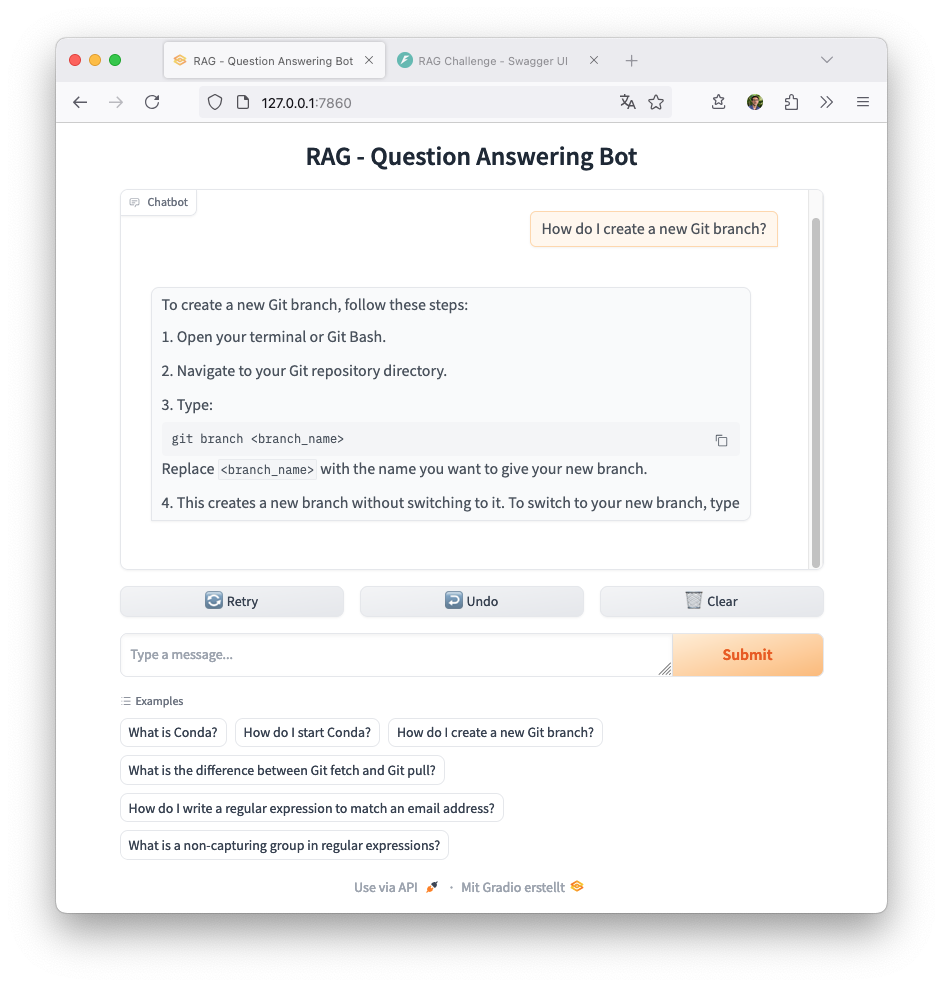 RAG - Question Answering Bot
RAG Challenge - Swagger UI
127.0.0.1:7860
RAG - Question Answering Bot
Chatbot
How do I create a new Git branch?
To create a new Git branch, follow these steps:
1. Open your terminal or Git Bash.
2. Navigate to your Git repository directory.
3. Type:
git branch <branch_name>
Replace <branch_name> with the name you want to give your new branch.
4. This creates a new branch without switching to it. To switch to your new branch, type
Retry
Undo
Clear
Type a message...
Submit
Examples
What is Conda?
How do I start Conda?
How do I create a new Git branch?
What is the difference between Git fetch and Git pull?
How do I write a regular expression to match an email address?
What is a non-capturing group in regular expressions?
Use via API · Mit Gradio erstellt